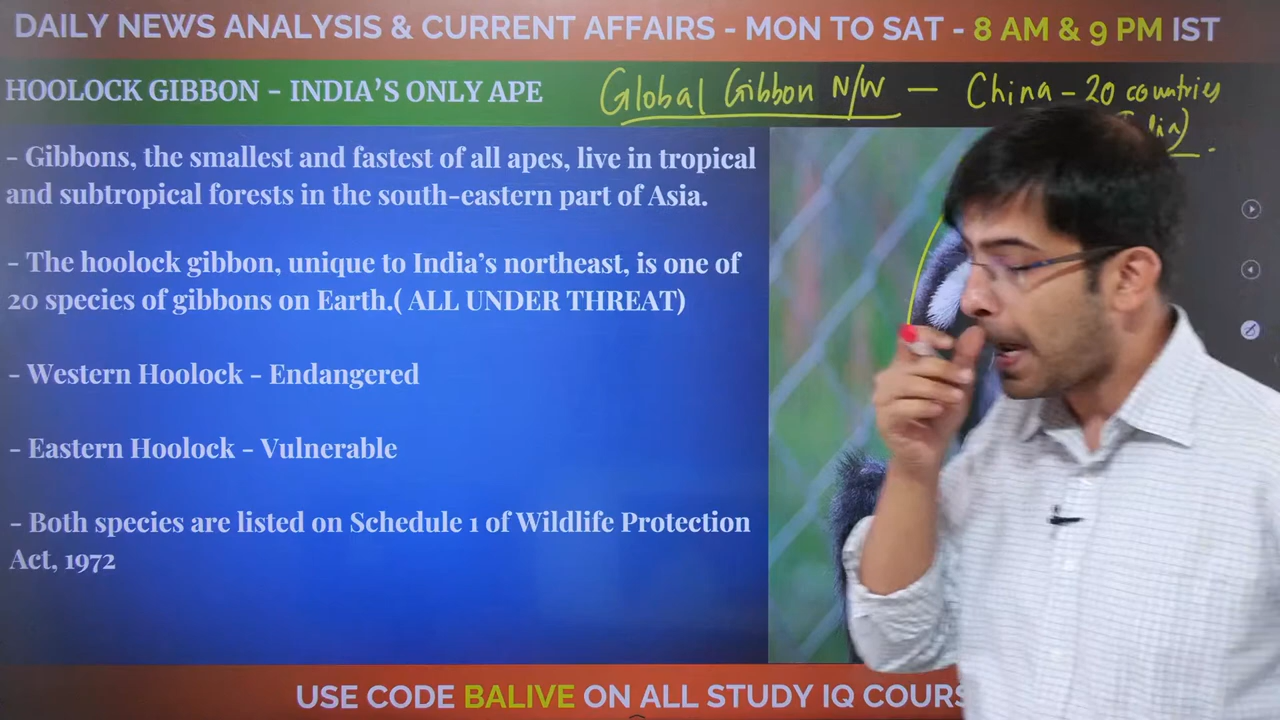 DAILY NEWS ANALYSIS & CURRENT AFFAIRS - MON TO SAT - 8 AM & 9 PM IST
HOOLOCK GIBBON - INDIA'S ONLY APE
Global Gibbon N/W — China - 20 countries
- Gibbons, the smallest and fastest of all apes, live in tropical
and subtropical forests in the south-eastern part of Asia.
- The hoolock gibbon, unique to India's northeast, is one of
20 species of gibbons on Earth.( ALL UNDER THREAT)
- Western Hoolock - Endangered
- Eastern Hoolock - Vulnerable
- Both species are listed on Schedule 1 of Wildlife Protection
Act, 1972
USE CODE BALIVE ON ALL STUDY IQ